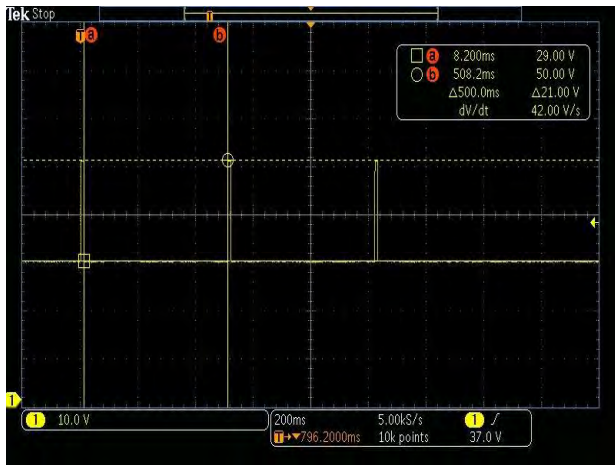 Tek Stop
T a b
a 8.200ms 29.00 V
b 508.2ms 50.00 V
Δ500.0ms Δ21.00 V
dV/dt 42.00 V/s
1
1 10.0 V
200ms 5.00kS/s 1
T→▼796.2000ms 10k points 37.0 V